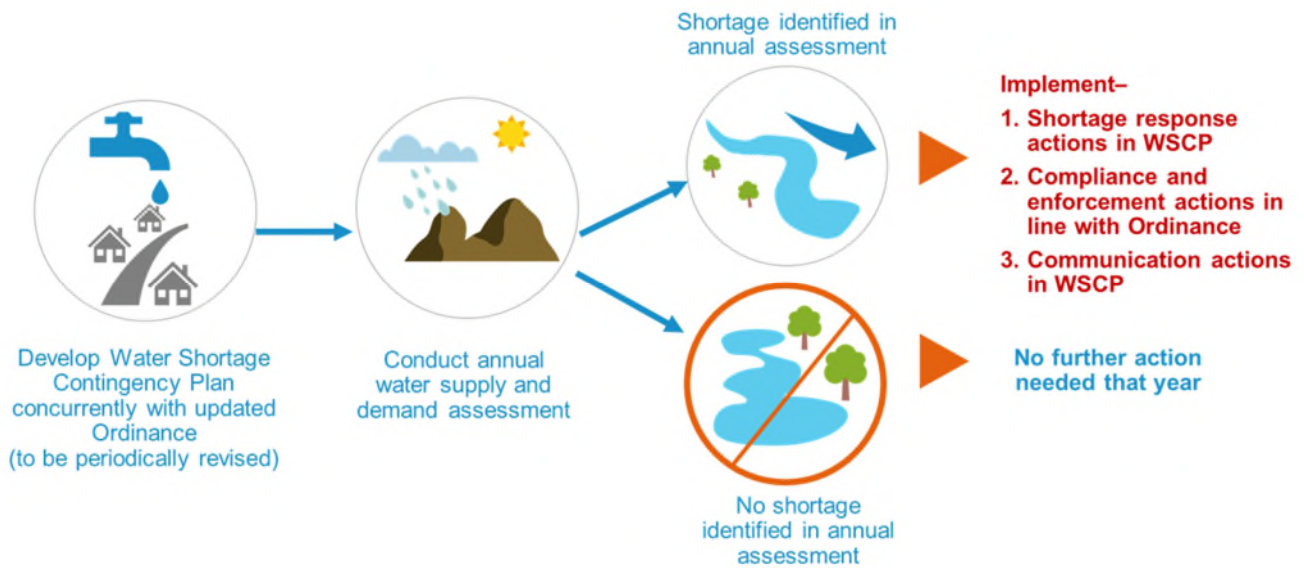 Develop Water Shortage
Contingency Plan
concurrently with updated
Ordinance
(to be periodically revised)
Conduct annual
water supply and
demand assessment
Shortage identified in
annual assessment
Implement–
1. Shortage response
actions in WSCP
2. Compliance and
enforcement actions in
line with Ordinance
3. Communication actions
in WSCP
No shortage
identified in annual
assessment
No further action
needed that year